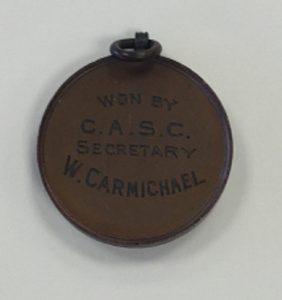 WON BY
C.A.S.C.
SECRETARY
W. CARMICHAEL